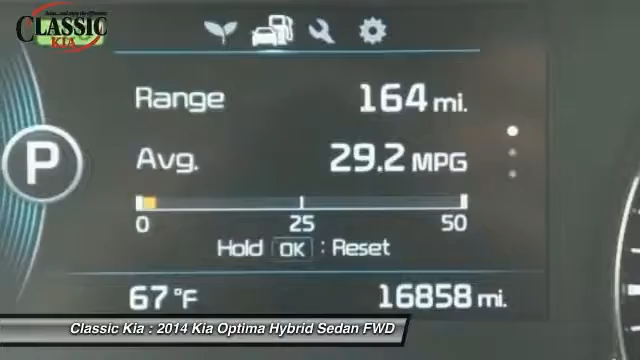 CLASSIC
KIA
Range 164 mi.
P
Avg. 29.2 MPG
0 25 50
Hold OK : Reset
67°F 16858 mi.
Classic Kia : 2014 Kia Optima Hybrid Sedan FWD